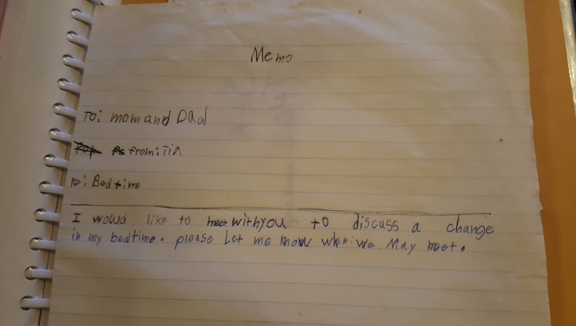 Memo
To: mom and Dad
from: TIA
re: Bedtime
I would like to meet with you to discuss a change
in my bedtime. please Let me know when we May meet.